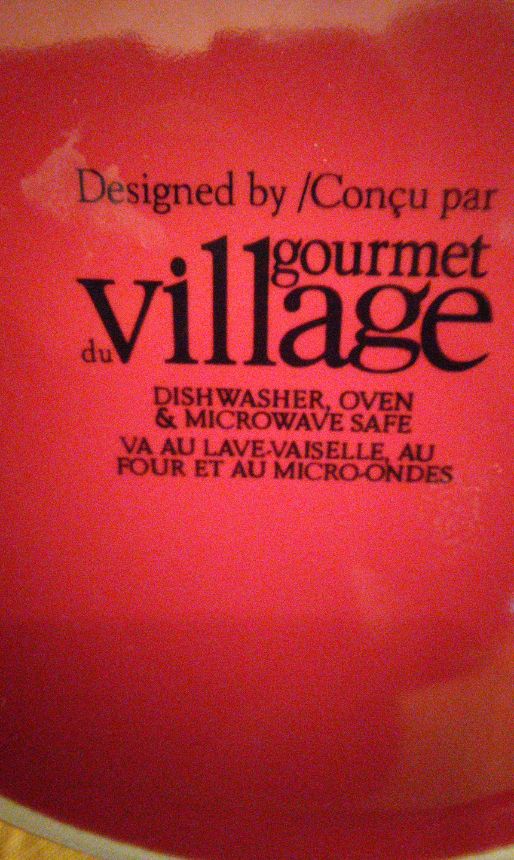 Designed by /Conçu par
gourmet
du village
DISHWASHER, OVEN
& MICROWAVE SAFE
VA AU LAVE-VAISELLE, AU
FOUR ET AU MICRO-ONDES